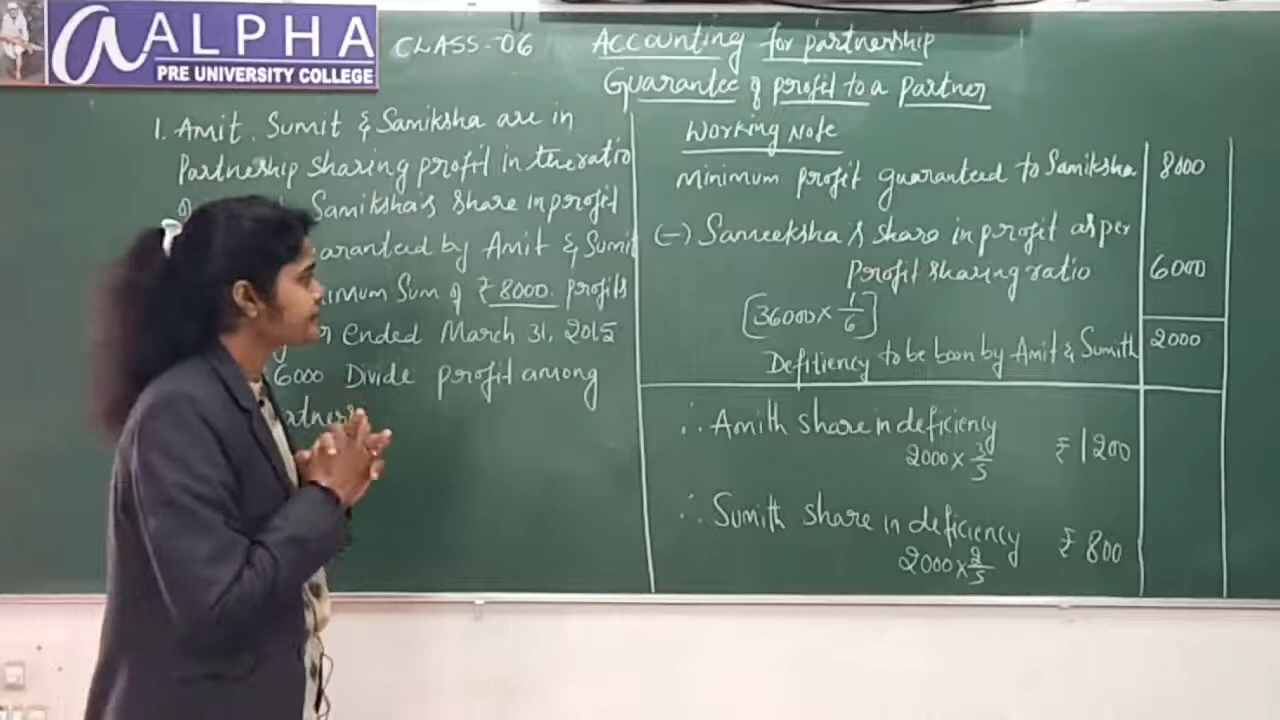 ALPHA
PRE UNIVERSITY COLLEGE
CLASS-06
Accounting for partnership
Guarantee of profit to a partner
1. Amit, Sumit & Samiksha are in
Partnership sharing profit in the ratio
Samiksha's share in profit
aranteed by Amit & Sumit
imum Sum of ₹ 8000. profits
ended March 31, 2015
6000 Divide profit among
artners
Working Note
Minimum profit guaranteed to Samiksha 8000
(-) Sameeksha's share in profit as per
Profit sharing ratio 6000
[36000 × 1/6]
Defitiency to be born by Amit & Sumith 2000
∴ Amith share in deficiency
2000 × 3/5 ₹ 1200
∴ Sumith share in deficiency
2000 × 2/5 ₹ 800